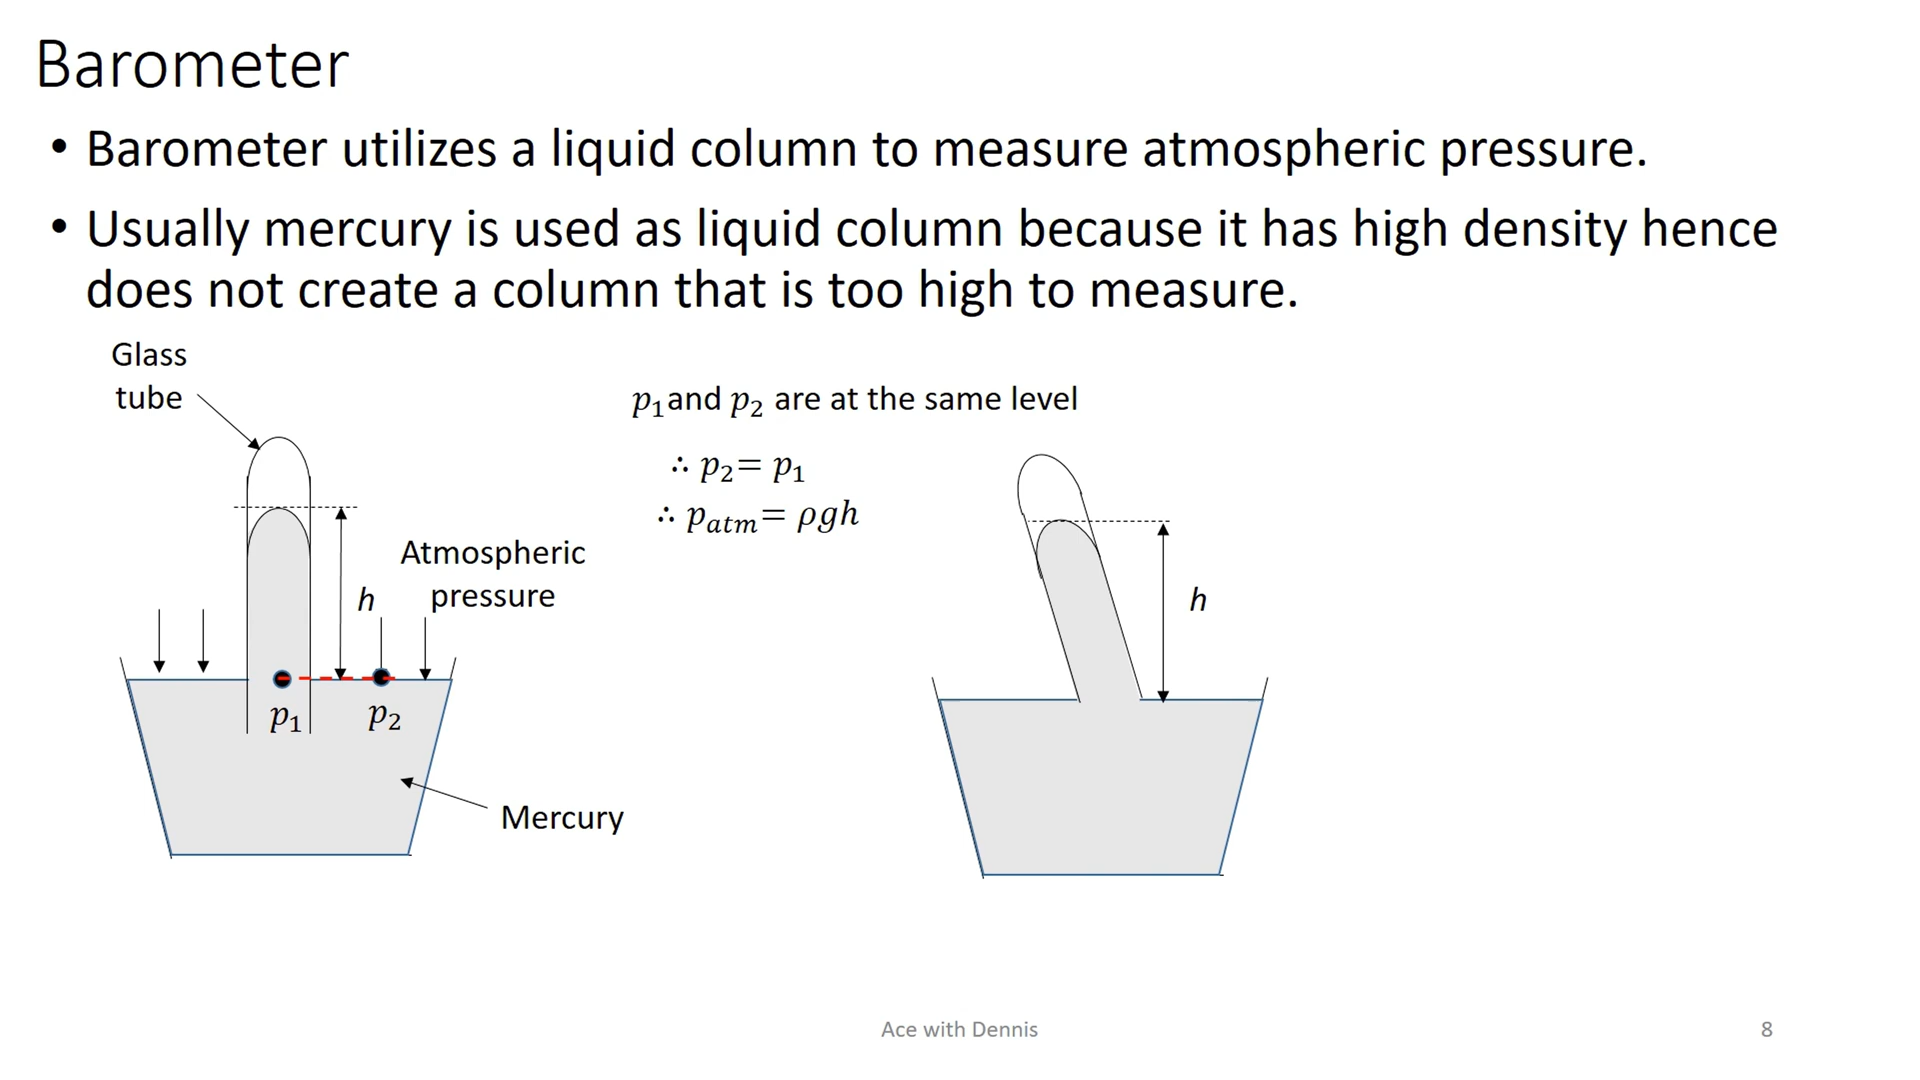 Barometer
• Barometer utilizes a liquid column to measure atmospheric pressure.
• Usually mercury is used as liquid column because it has high density hence
does not create a column that is too high to measure.
Glass
tube
p₁and p₂ are at the same level
∴ p₂= p₁
∴ pₐₜₘ= ρgh
Atmospheric
pressure
h
h
p₁
p₂
Mercury
Ace with Dennis
8